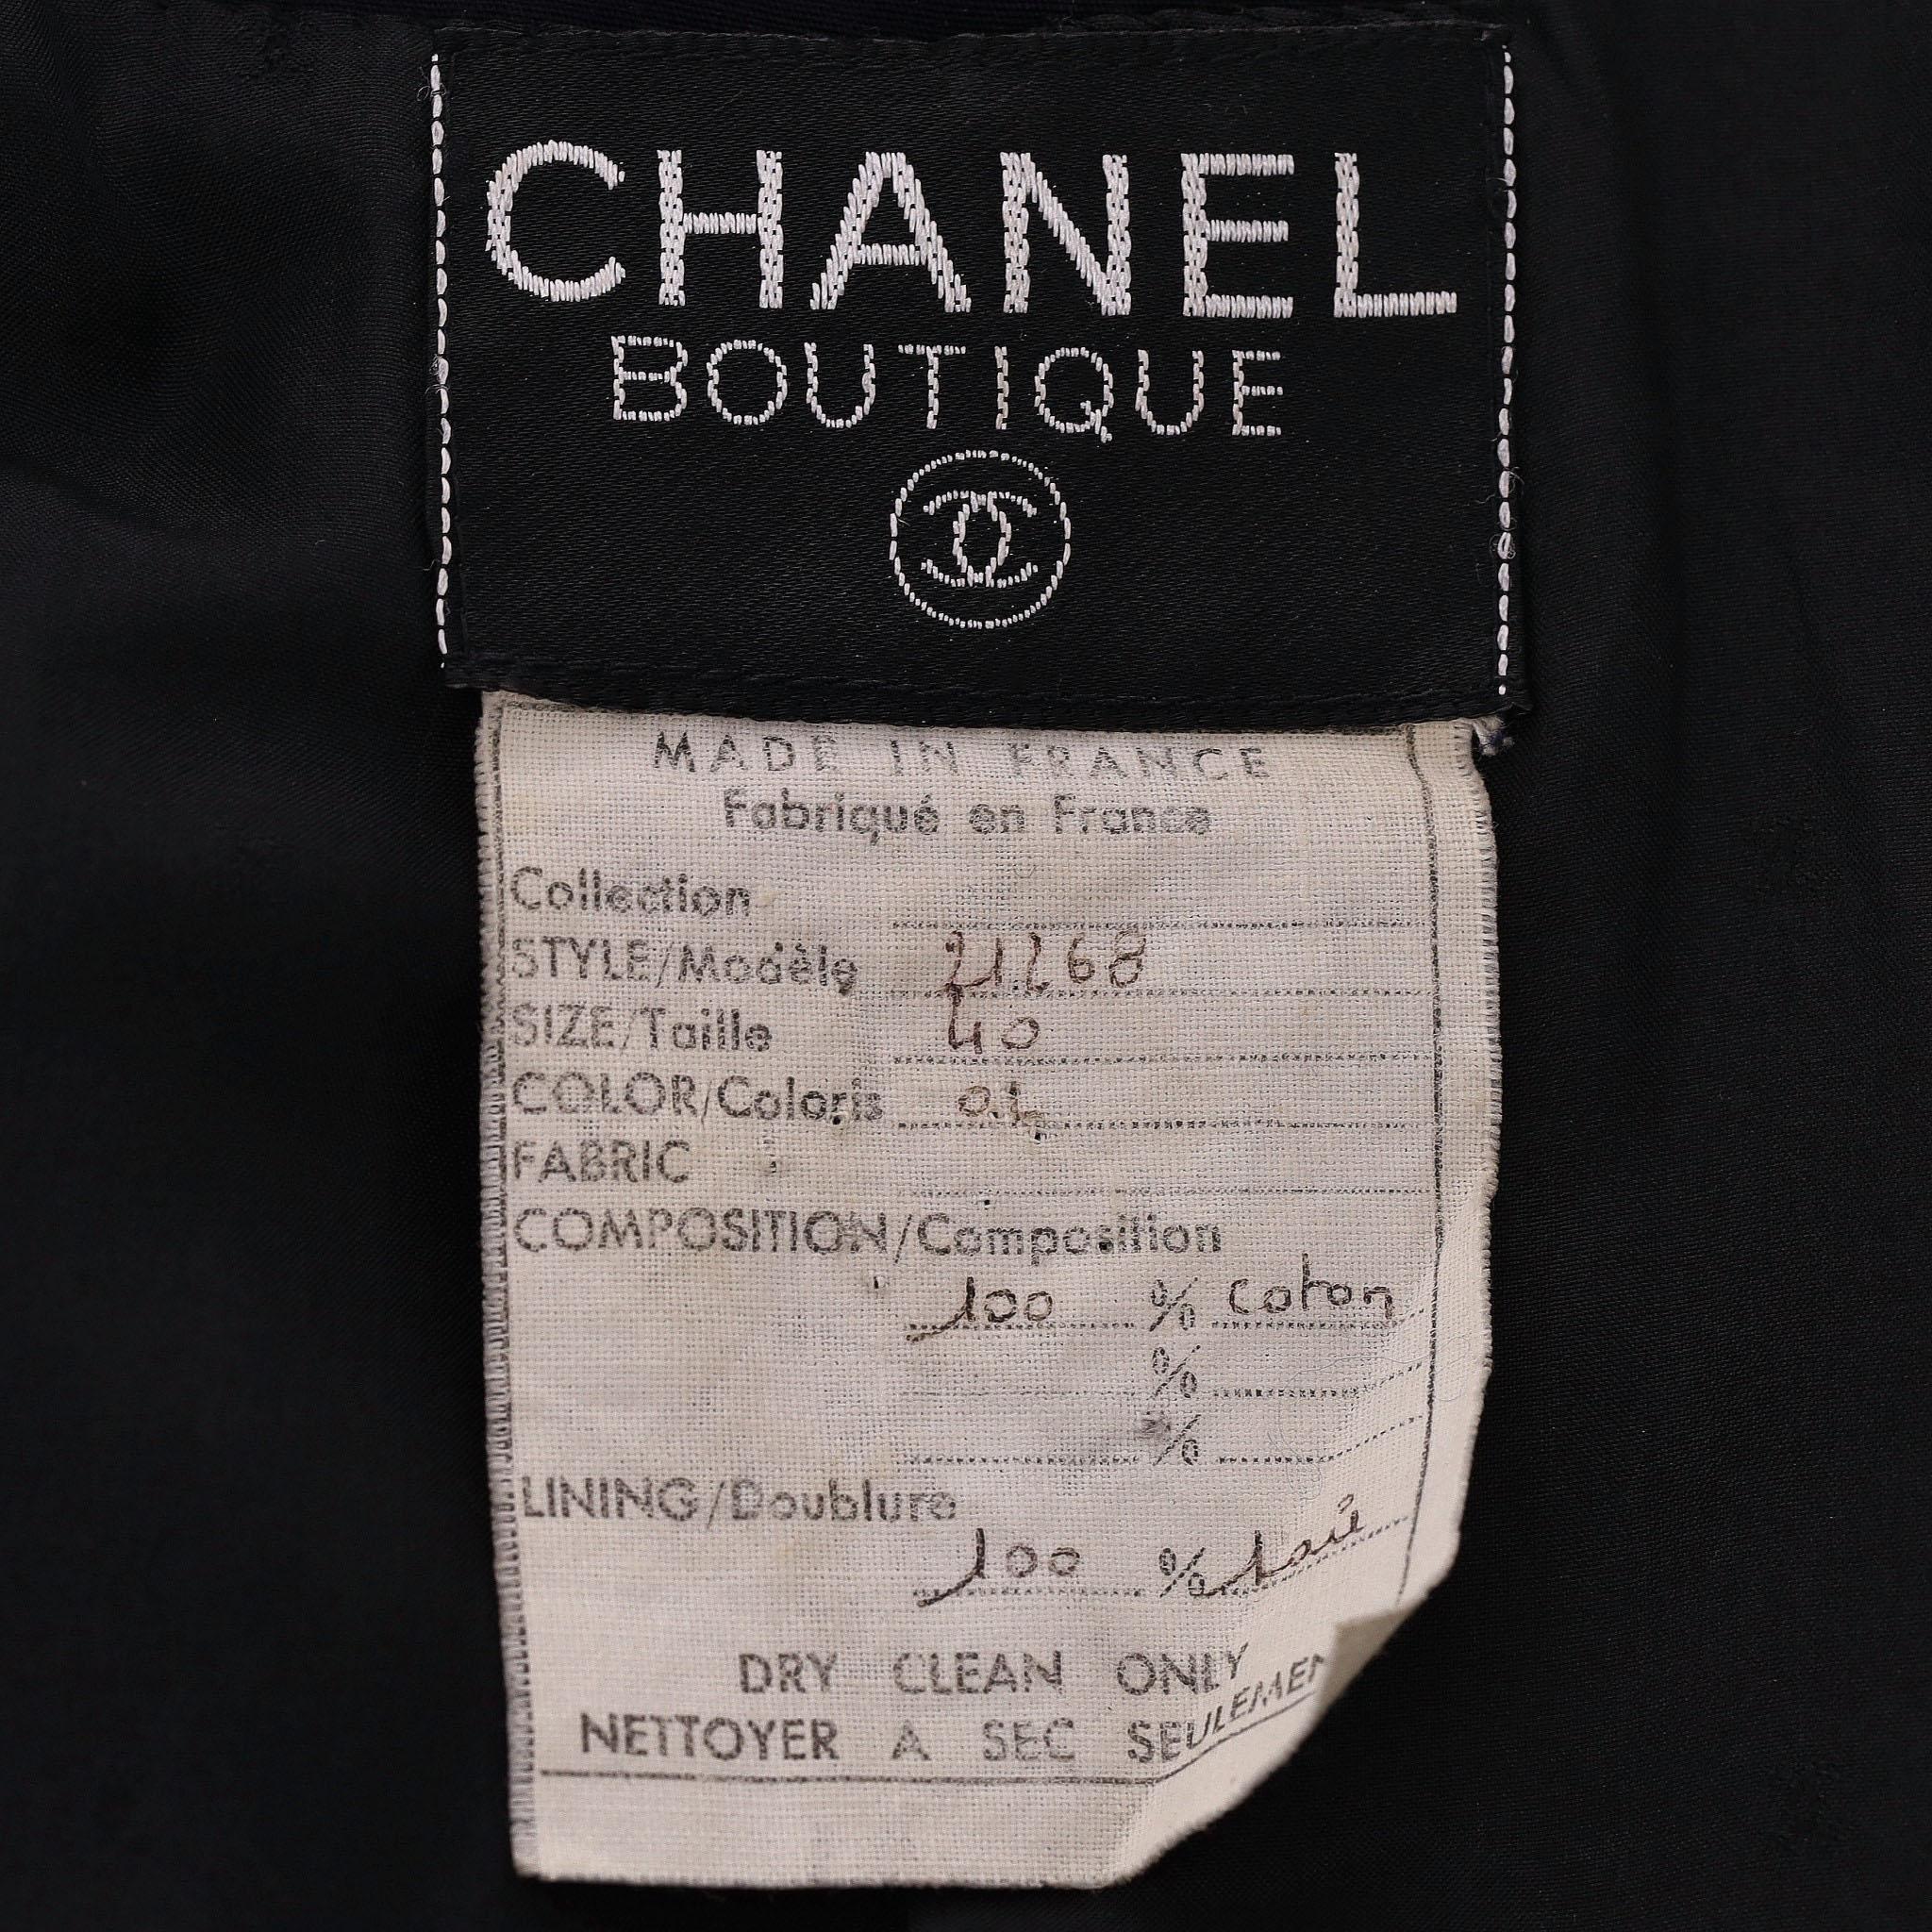 CHANEL
BOUTIQUE
MADE IN FRANCE
Fabriqué en France
Collection
STYLE/Modèle 21268
SIZE/Taille 40
COLOR/Coloris
FABRIC
COMPOSITION/Composition
100 % coton
%
%
LINING/Doublure
100 % soie
DRY CLEAN ONLY
NETTOYER A SEC SEULEMEN